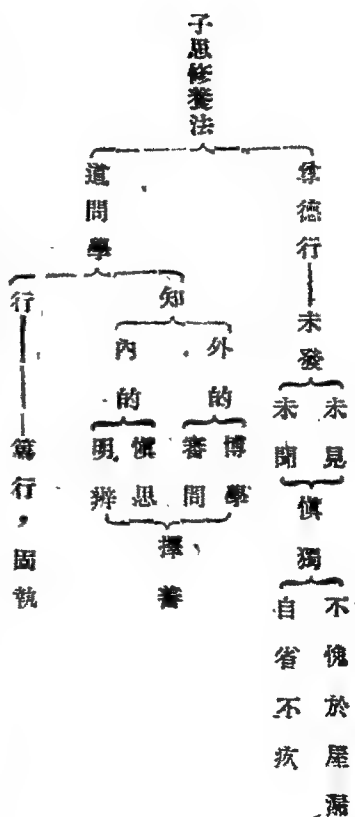 子思修養法
尊德行
未發
未見
未聞
慎獨
不愧於屋漏
自省不疚
道問學
知
外的
博學
審問
內的
慎思
明辨
擇善
行
篤行，固執